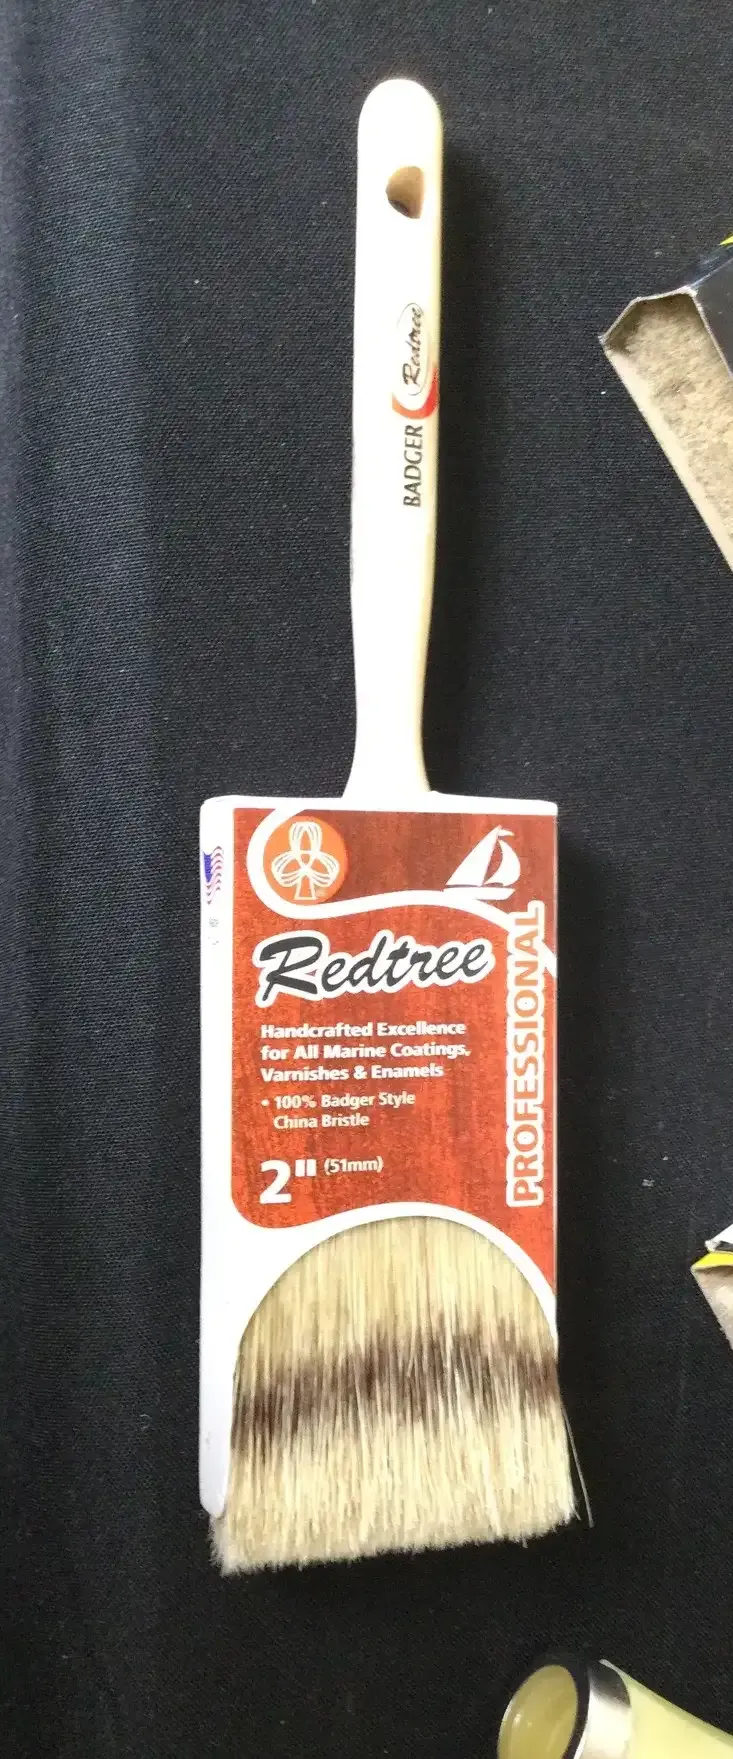 Redtree
BADGER
Redtree
Handcrafted Excellence
for All Marine Coatings,
Varnishes & Enamels
• 100% Badger Style
China Bristle
2" (51mm)
PROFESSIONAL